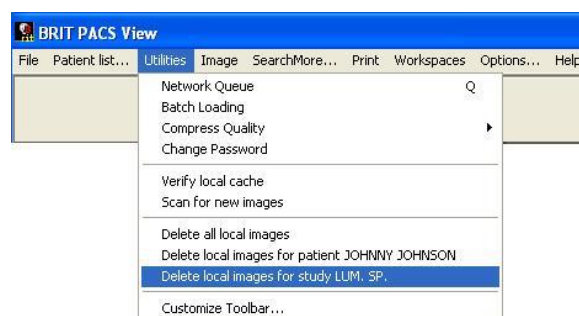 BRIT PACS View
File Patient list... Utilities Image SearchMore... Print Workspaces Options... Help
Network Queue Q
Batch Loading
Compress Quality
Change Password
Verify local cache
Scan for new images
Delete all local images
Delete local images for patient JOHNNY JOHNSON
Delete local images for study LUM. SP.
Customize Toolbar...